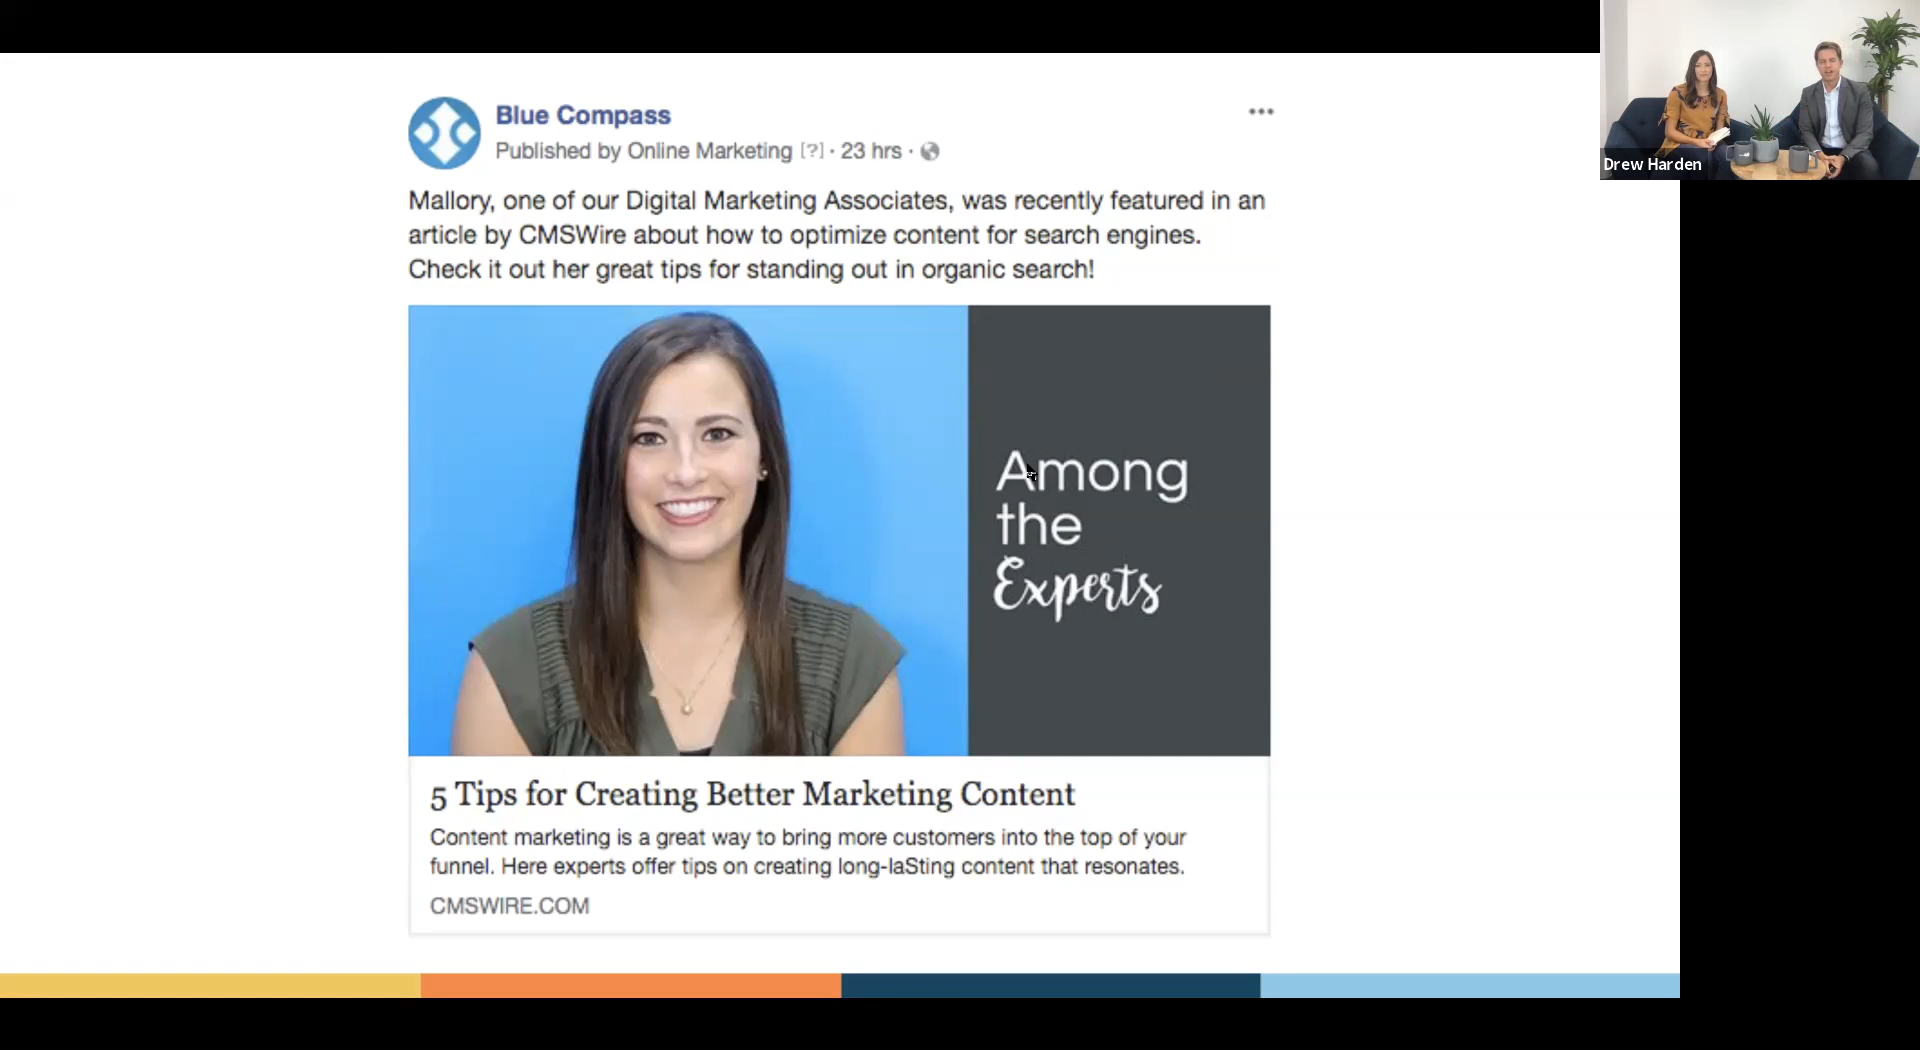 Blue Compass
Published by Online Marketing [?] · 23 hrs ·
Mallory, one of our Digital Marketing Associates, was recently featured in an
article by CMSWire about how to optimize content for search engines.
Check it out her great tips for standing out in organic search!
Among
the
Experts
5 Tips for Creating Better Marketing Content
Content marketing is a great way to bring more customers into the top of your
funnel. Here experts offer tips on creating long-laSting content that resonates.
CMSWIRE.COM
Drew Harden